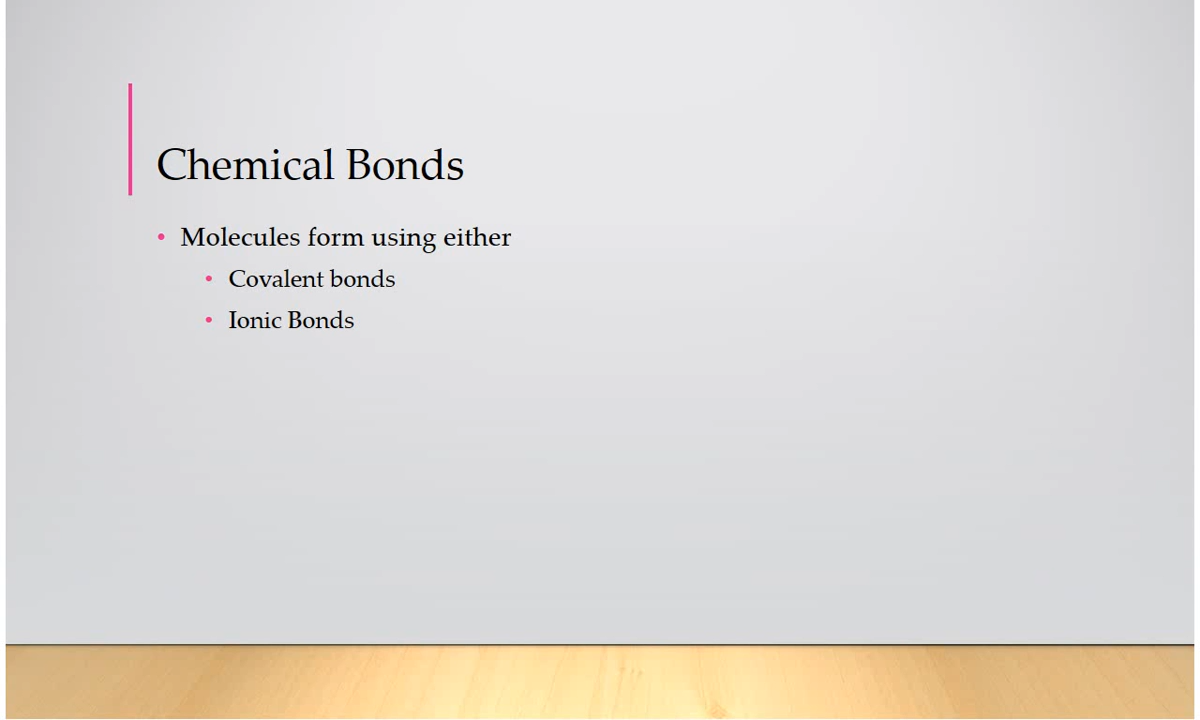 Chemical Bonds
Molecules form using either
Covalent bonds
Ionic Bonds